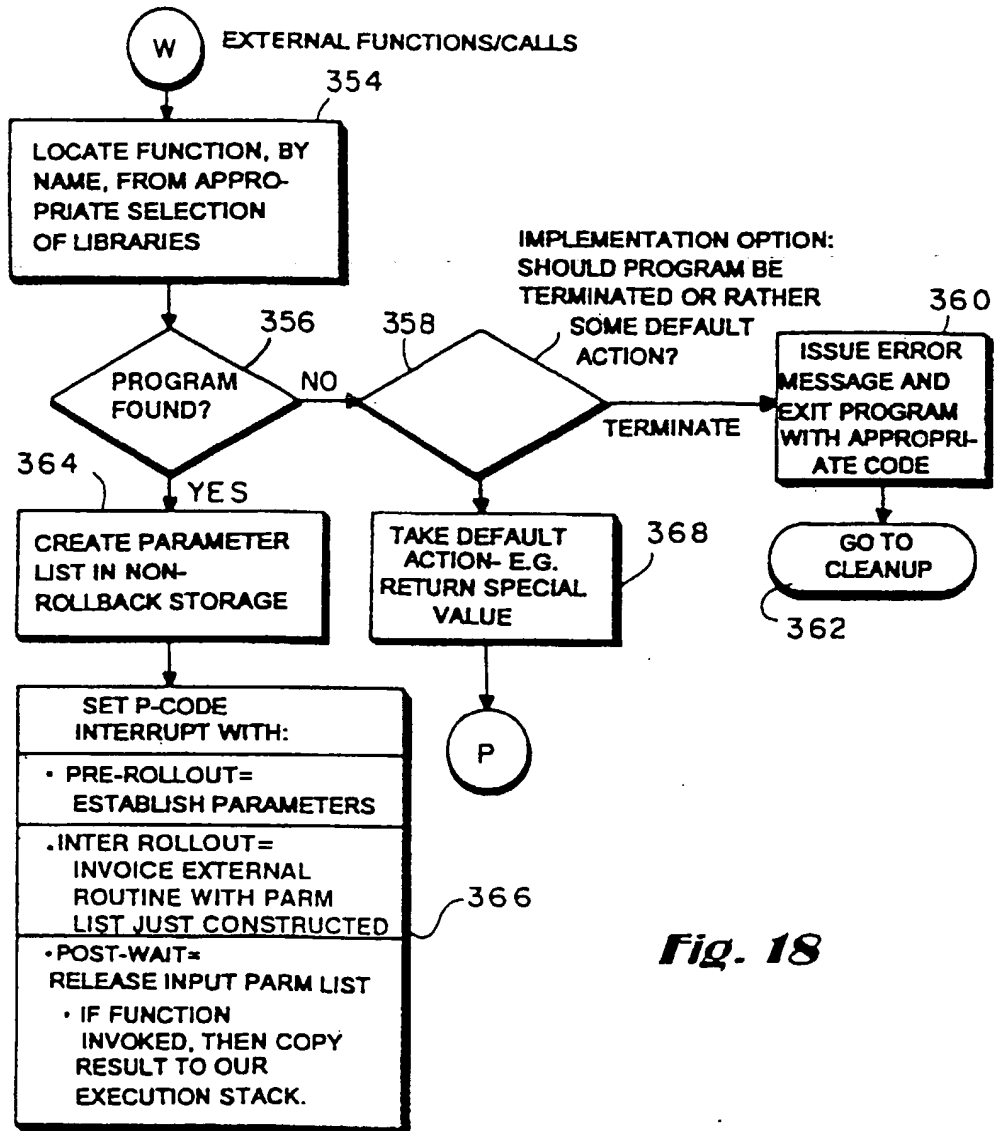 W
EXTERNAL FUNCTIONS/CALLS
354
LOCATE FUNCTION, BY
NAME, FROM APPRO-
PRIATE SELECTION
OF LIBRARIES
IMPLEMENTATION OPTION:
SHOULD PROGRAM BE
TERMINATED OR RATHER
SOME DEFAULT
ACTION?
356
358
360
PROGRAM
FOUND?
NO
TERMINATE
ISSUE ERROR
MESSAGE AND
EXIT PROGRAM
WITH APPROPRI-
ATE CODE
364
YES
CREATE PARAMETER
LIST IN NON-
ROLLBACK STORAGE
TAKE DEFAULT
ACTION- E.G.
RETURN SPECIAL
VALUE
368
GO TO
CLEANUP
362
SET P-CODE
INTERRUPT WITH:
P
• PRE-ROLLOUT=
ESTABLISH PARAMETERS
.INTER ROLLOUT=
INVOICE EXTERNAL
ROUTINE WITH PARM
LIST JUST CONSTRUCTED
366
•POST-WAIT=
RELEASE INPUT PARM LIST
• IF FUNCTION
INVOKED, THEN COPY
RESULT TO OUR
EXECUTION STACK.
Fig. 18